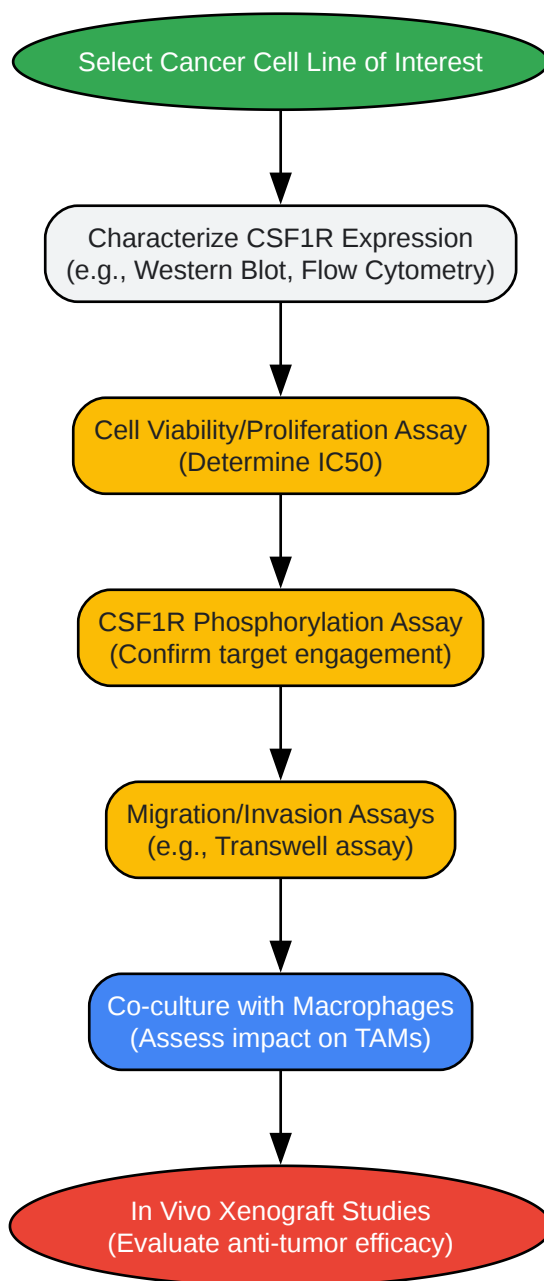 Select Cancer Cell Line of Interest
Characterize CSF1R Expression
(e.g., Western Blot, Flow Cytometry)
Cell Viability/Proliferation Assay
(Determine IC50)
CSF1R Phosphorylation Assay
(Confirm target engagement)
Migration/Invasion Assays
(e.g., Transwell assay)
Co-culture with Macrophages
(Assess impact on TAMs)
In Vivo Xenograft Studies
(Evaluate anti-tumor efficacy)